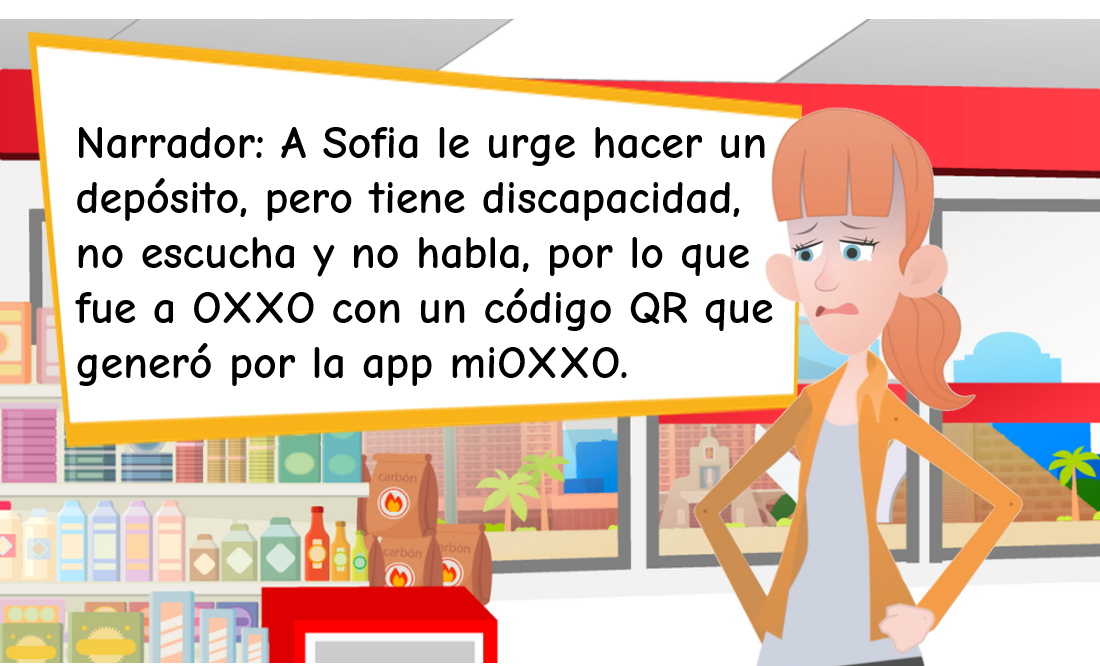 Narrador: A Sofia le urge hacer un
depósito, pero tiene discapacidad,
no escucha y no habla, por lo que
fue a OXXO con un código QR que
generó por la app miOXXO.
carbón
carbón
carbón